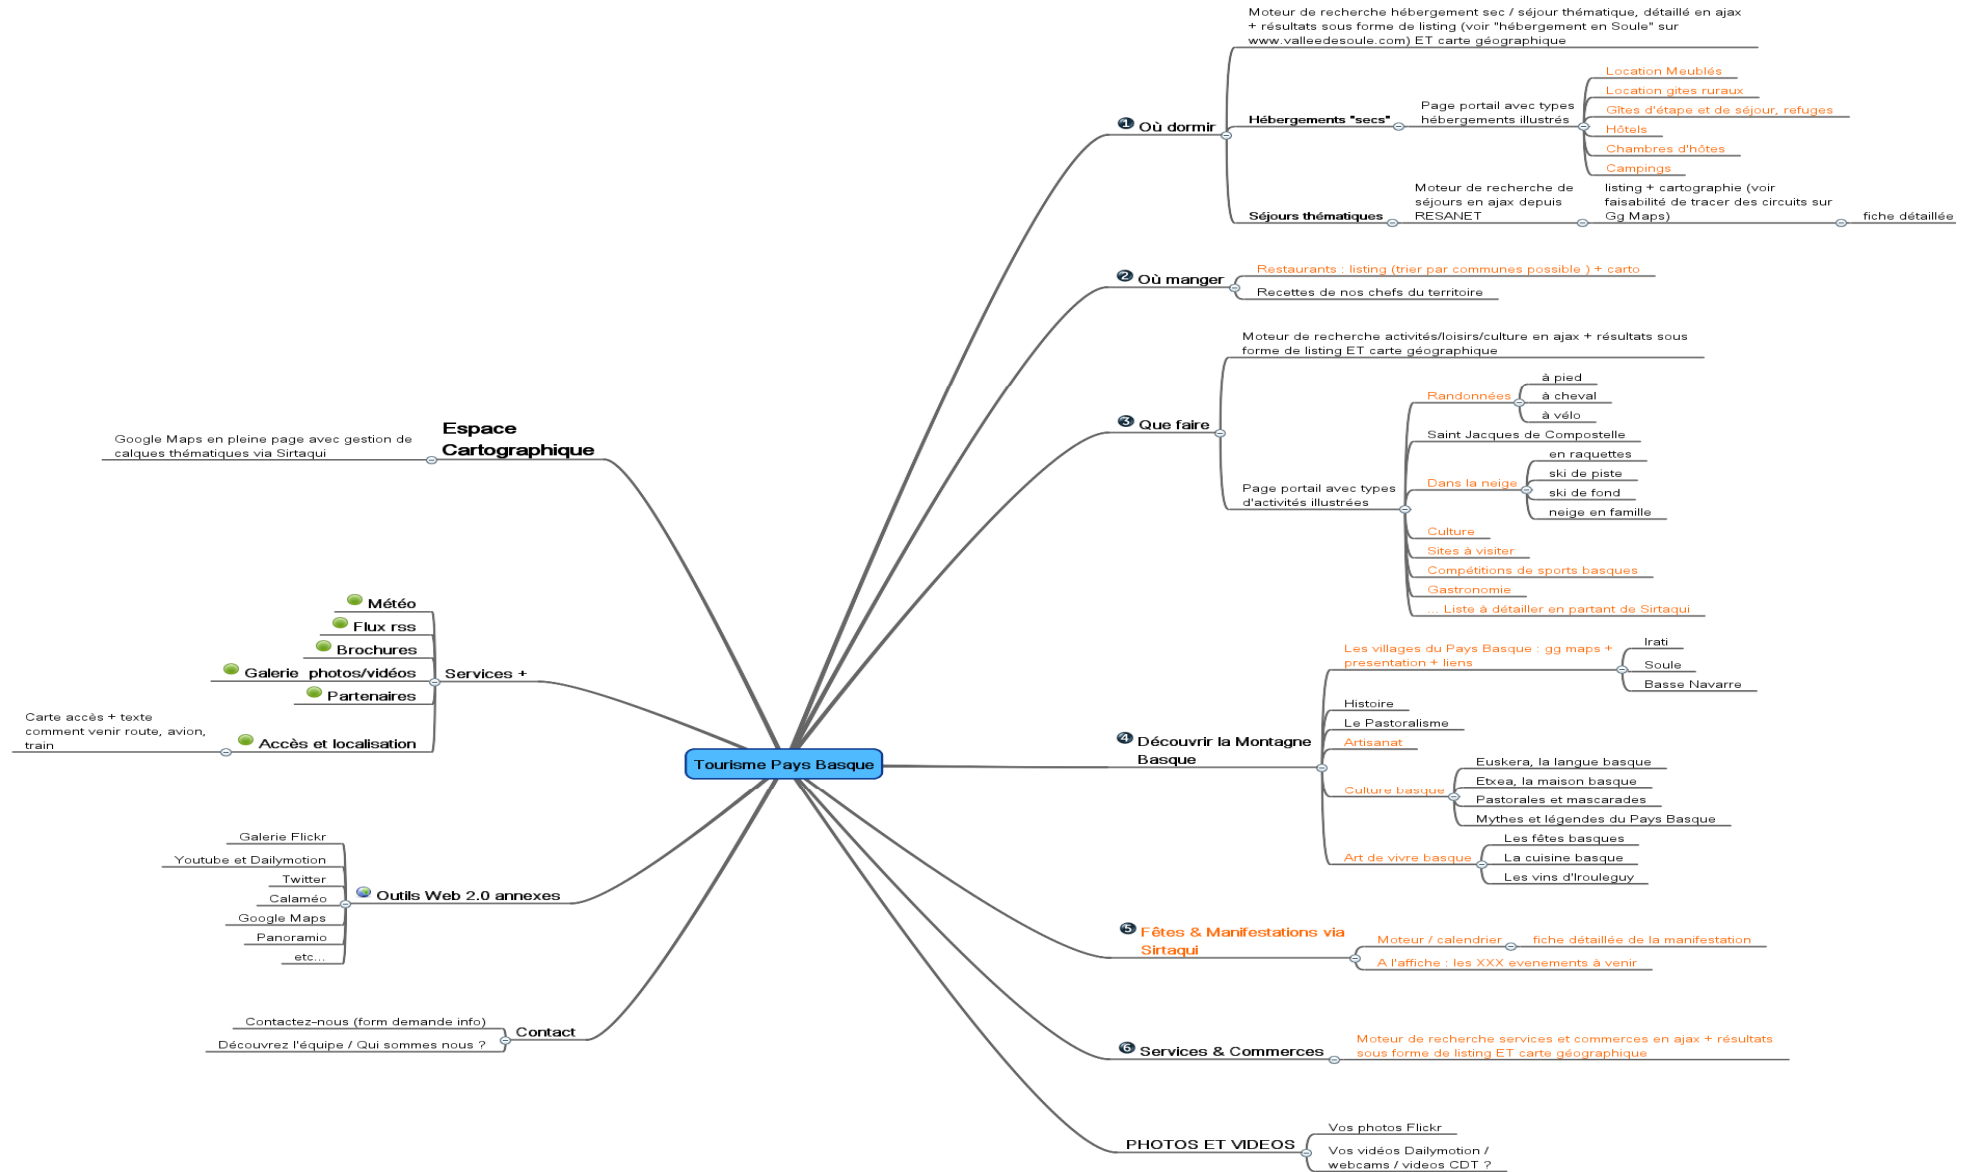 Tourisme Pays Basque
1 Où dormir
Moteur de recherche hébergement sec / séjour thématique, détaillé en ajax
+ résultats sous forme de listing (voir "hébergement en Soule" sur
www.valleedesoule.com) ET carte géographique
Hébergements "secs"
Page portail avec types
hébergements illustrés
Location Meublés
Location gites ruraux
Gîtes d'étape et de séjour, refuges
Hôtels
Chambres d'hôtes
Campings
Séjours thématiques
Moteur de recherche de
séjours en ajax depuis
RESANET
listing + cartographie (voir
faisabilité de tracer des circuits sur
Gg Maps)
fiche détaillée
2 Où manger
Restaurants : listing (trier par communes possible ) + carto
Recettes de nos chefs du territoire
3 Que faire
Moteur de recherche activités/loisirs/culture en ajax + résultats sous
forme de listing ET carte géographique
Page portail avec types
d'activités illustrées
Randonnées
à pied
à cheval
à vélo
Saint Jacques de Compostelle
Dans la neige
en raquettes
ski de piste
ski de fond
neige en famille
Culture
Sites à visiter
Compétitions de sports basques
Gastronomie
... Liste à détailler en partant de Sirtaqui
4 Découvrir la Montagne
Basque
Les villages du Pays Basque : gg maps +
presentation + liens
Irati
Soule
Basse Navarre
Histoire
Le Pastoralisme
Artisanat
Culture basque
Euskera, la langue basque
Etxea, la maison basque
Pastorales et mascarades
Mythes et légendes du Pays Basque
Art de vivre basque
Les fêtes basques
La cuisine basque
Les vins d'Irouleguy
5 Fêtes & Manifestations via
Sirtaqui
Moteur / calendrier
fiche détaillée de la manifestation
A l'affiche : les XXX evenements à venir
6 Services & Commerces
Moteur de recherche services et commerces en ajax + résultats
sous forme de listing ET carte géographique
PHOTOS ET VIDEOS
Vos photos Flickr
Vos vidéos Dailymotion /
webcams / videos CDT ?
Espace
Cartographique
Google Maps en pleine page avec gestion de
calques thématiques via Sirtaqui
Services +
Météo
Flux rss
Brochures
Galerie photos/vidéos
Partenaires
Accès et localisation
Carte accès + texte
comment venir route, avion,
train
Outils Web 2.0 annexes
Galerie Flickr
Youtube et Dailymotion
Twitter
Calaméo
Google Maps
Panoramio
etc...
Contact
Contactez-nous (form demande info)
Découvrez l'équipe / Qui sommes nous ?